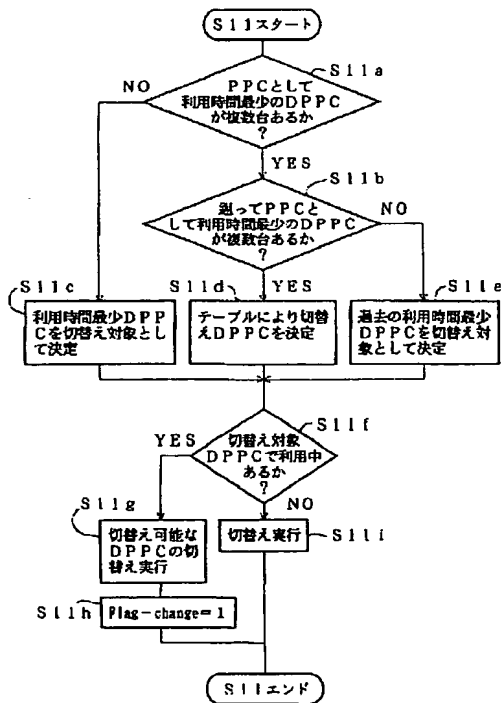 S11スタート
S11a
PPCとして
利用時間最少のDPPC
が複数台あるか
?
NO
YES
S11b
遡ってPPCと
して利用時間最少のDPPC
が複数台あるか
?
NO
YES
S11c
S11d
S11e
利用時間最少DPP
Cを切替え対象とし
て決定
テーブルにより切替
えDPPCを決定
過去の利用時間最少
DPPCを切替え対
象として決定
S11f
切替え対象
DPPCで利用中
あるか
?
YES
NO
S11g
切替え可能な
DPPCの切
替え実行
切替え実行
S11i
S11h
Flag-change=1
S11エンド